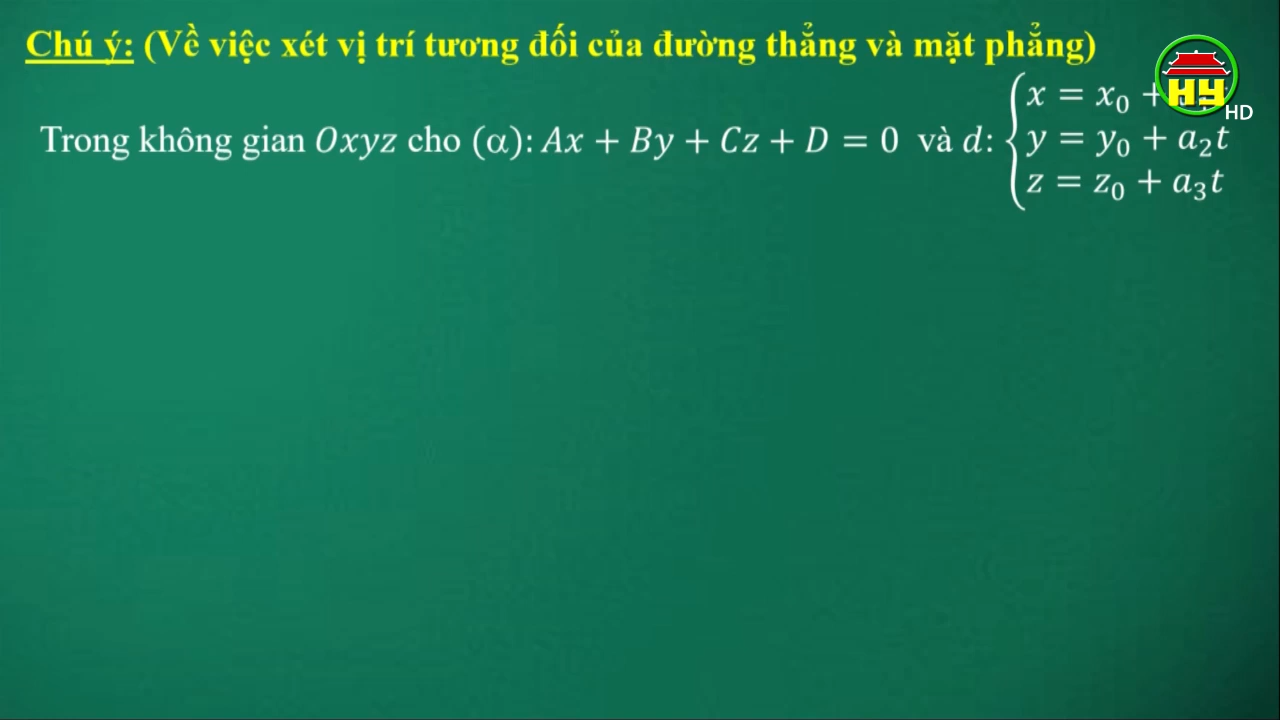 Chú ý: (Về việc xét vị trí tương đối của đường thẳng và mặt phẳng)
Trong không gian Oxyz cho (α): Ax + By + Cz + D = 0 và d: { x = x₀ +
y = y₀ + a₂t
z = z₀ + a₃t
HY
HD